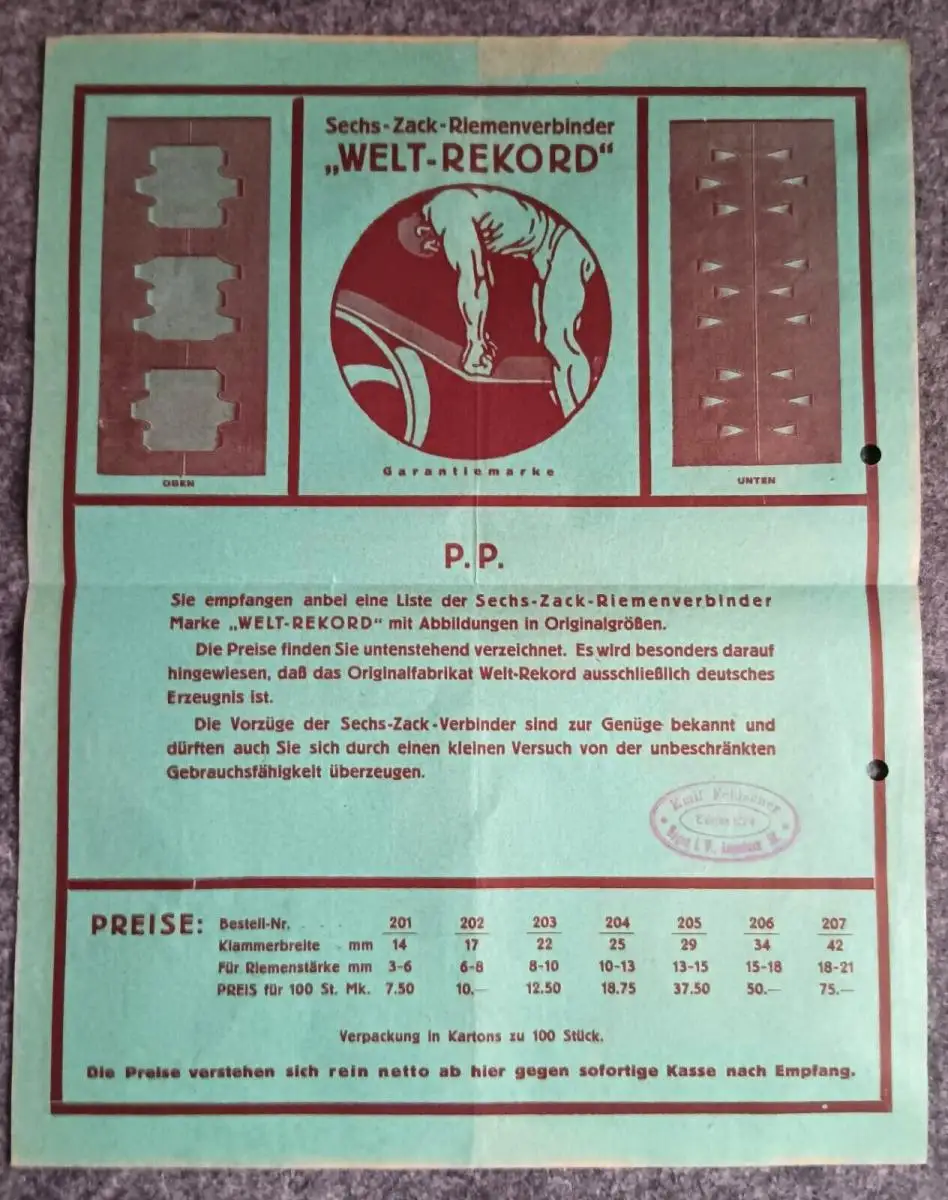 Sechs-Zack-Riemenverbinder
„WELT-REKORD“
Garantiemarke
OBEN
UNTEN
P. P.
Sie empfangen anbei eine Liste der Sechs-Zack-Riemenverbinder
Marke „WELT-REKORD“ mit Abbildungen in Originalgrößen.
Die Preise finden Sie untenstehend verzeichnet. Es wird besonders darauf
hingewiesen, daß das Originalfabrikat Welt-Rekord ausschließlich deutsches
Erzeugnis ist.
Die Vorzüge der Sechs-Zack-Verbinder sind zur Genüge bekannt und
dürften auch Sie sich durch einen kleinen Versuch von der unbeschränkten
Gebrauchsfähigkeit überzeugen.
Emil
PREISE: Bestell-Nr. 201 202 203 204 205 206 207
Klammerbreite mm 14 17 22 25 29 34 42
Für Riemenstärke mm 3-6 6-8 8-10 10-13 13-15 15-18 18-21
PREIS für 100 St. Mk. 7.50 10.— 12.50 18.75 37.50 50.— 75.—
Verpackung in Kartons zu 100 Stück.
Die Preise verstehen sich rein netto ab hier gegen sofortige Kasse nach Empfang.